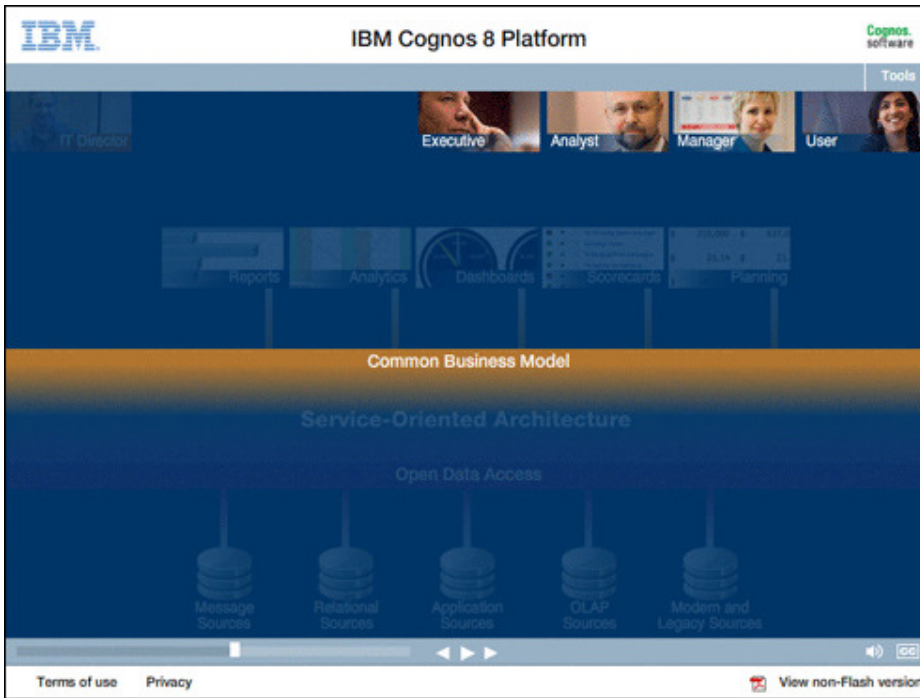 IBM.
IBM Cognos 8 Platform
Cognos.
software
Tools
IT Director
Executive
Analyst
Manager
User
Reports
Analytics
Dashboards
Scorecards
Planning
Common Business Model
Service-Oriented Architecture
Open Data Access
Message
Sources
Relational
Sources
Application
Sources
OLAP
Sources
Modern and
Legacy Sources
CC
Terms of use
Privacy
View non-Flash version